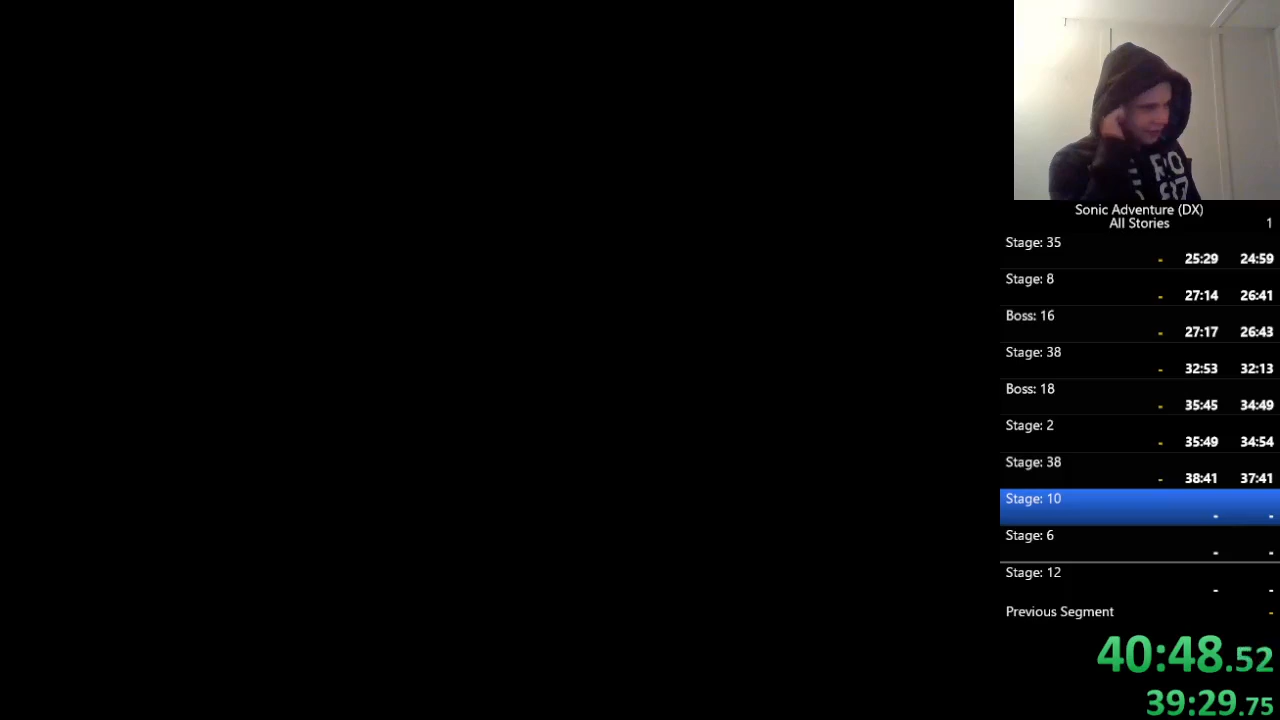 Sonic Adventure (DX)
All Stories 1
Stage: 35
- 25:29 24:59
Stage: 8
- 27:14 26:41
Boss: 16
- 27:17 26:43
Stage: 38
- 32:53 32:13
Boss: 18
- 35:45 34:49
Stage: 2
- 35:49 34:54
Stage: 38
- 38:41 37:41
Stage: 10
- -
Stage: 6
- -
Stage: 12
- -
Previous Segment -
40:48.52
39:29.75